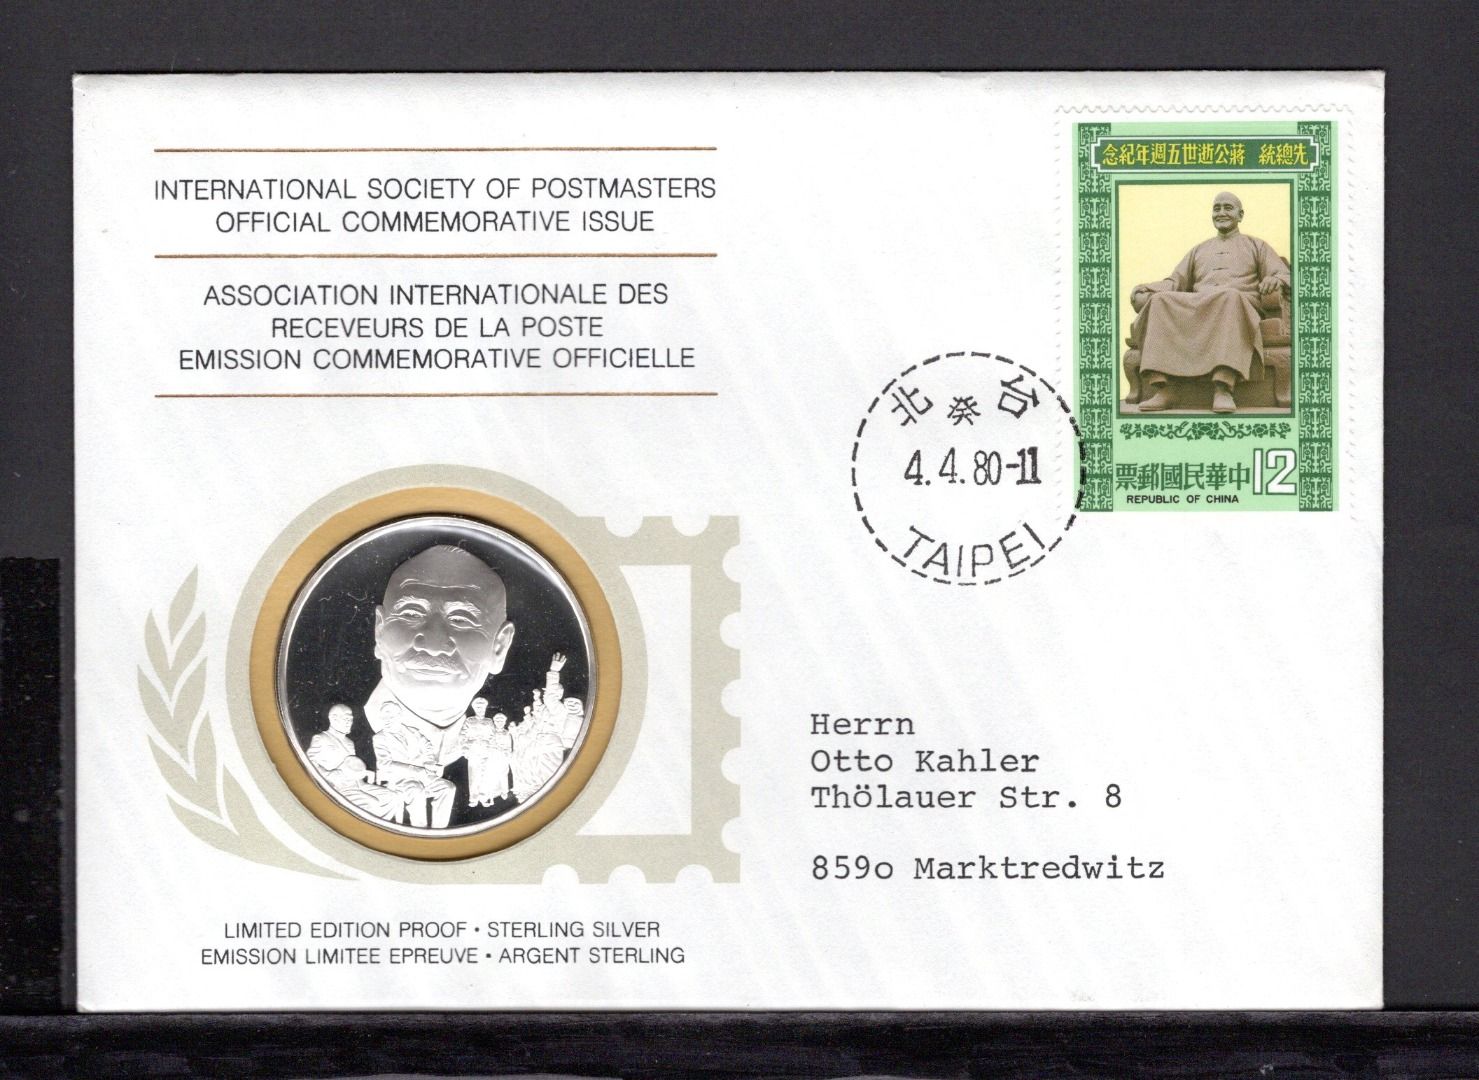 INTERNATIONAL SOCIETY OF POSTMASTERS
OFFICIAL COMMEMORATIVE ISSUE
ASSOCIATION INTERNATIONALE DES
RECEVEURS DE LA POSTE
EMISSION COMMEMORATIVE OFFICIELLE
先總統 蔣公逝世五週年紀念
中華民國郵票
12
REPUBLIC OF CHINA
台北
癸
4.4.80-11
TAIPEI
Herrn
Otto Kahler
Thölauer Str. 8
859o Marktredwitz
LIMITED EDITION PROOF • STERLING SILVER
EMISSION LIMITEE EPREUVE • ARGENT STERLING